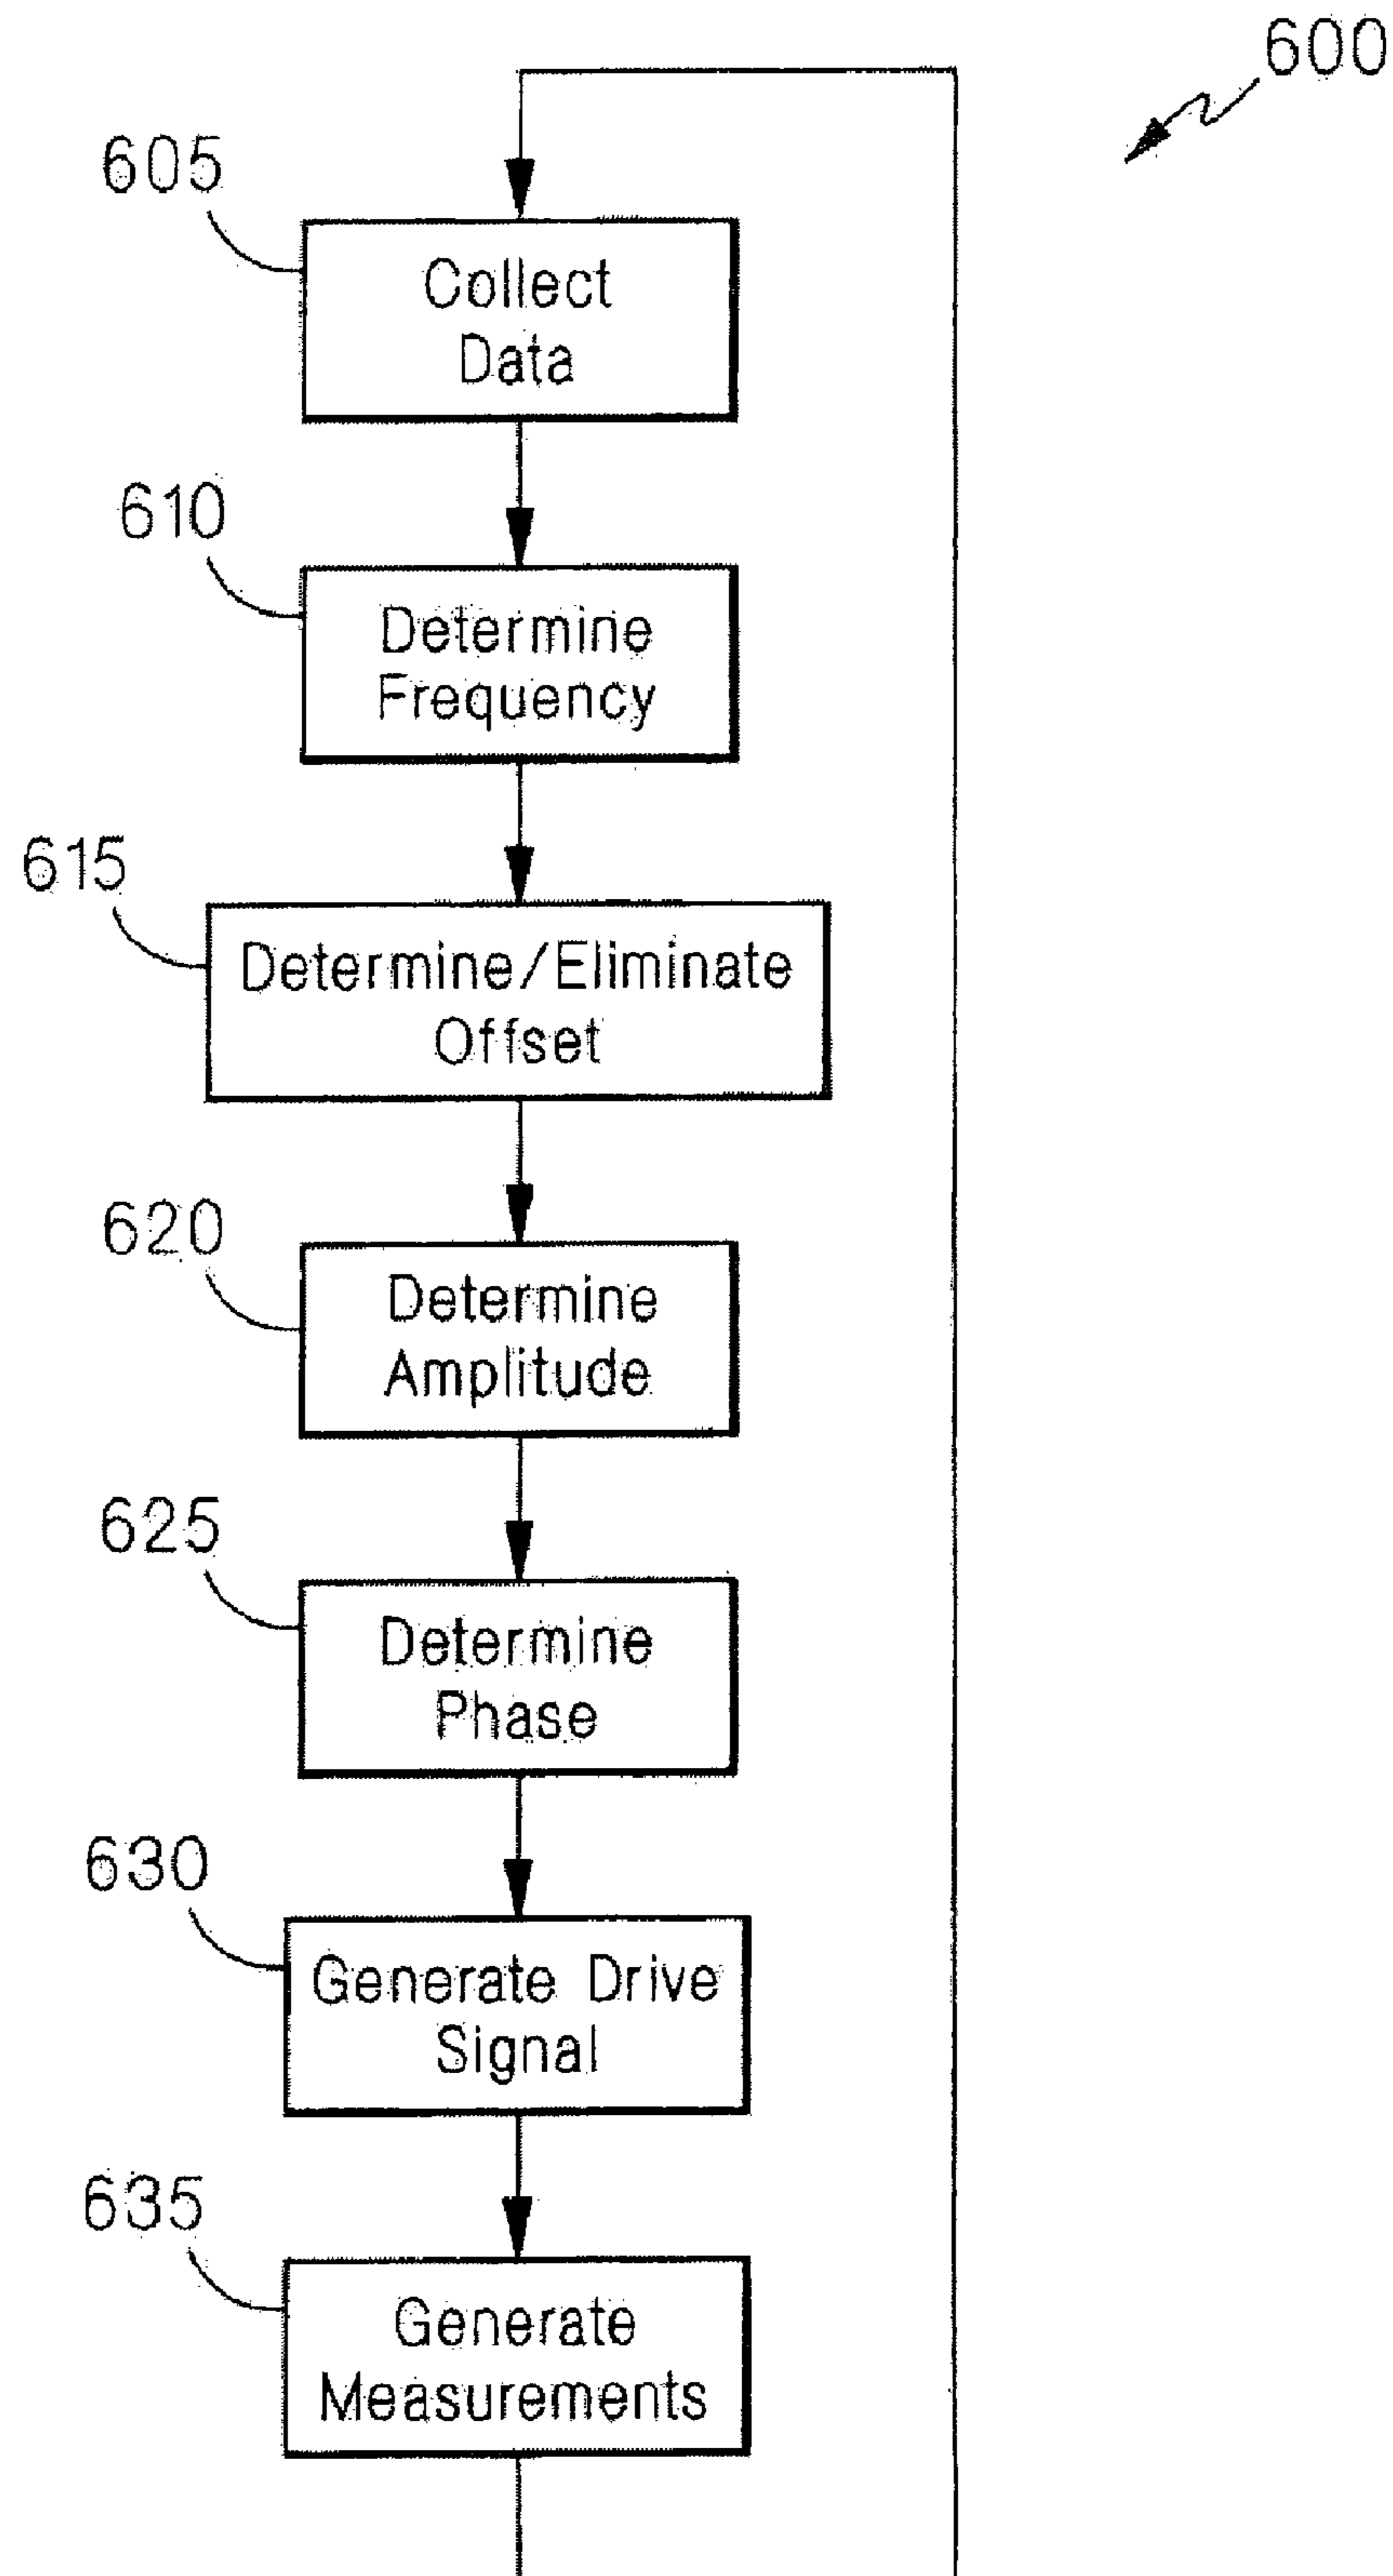 600
605
Collect
Data
610
Determine
Frequency
615
Determine/Eliminate
Offset
620
Determine
Amplitude
625
Determine
Phase
630
Generate Drive
Signal
635
Generate
Measurements